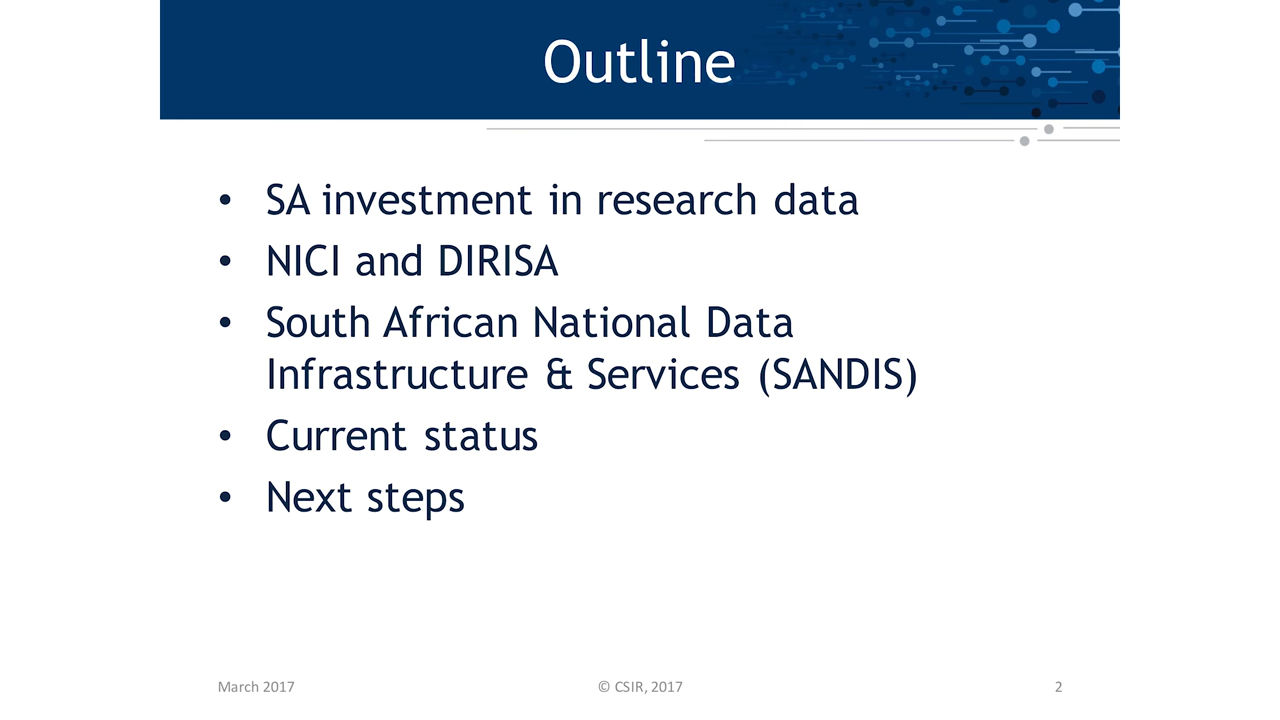 Outline
• SA investment in research data
• NICI and DIRISA
• South African National Data
Infrastructure & Services (SANDIS)
• Current status
• Next steps
March 2017
© CSIR, 2017
2